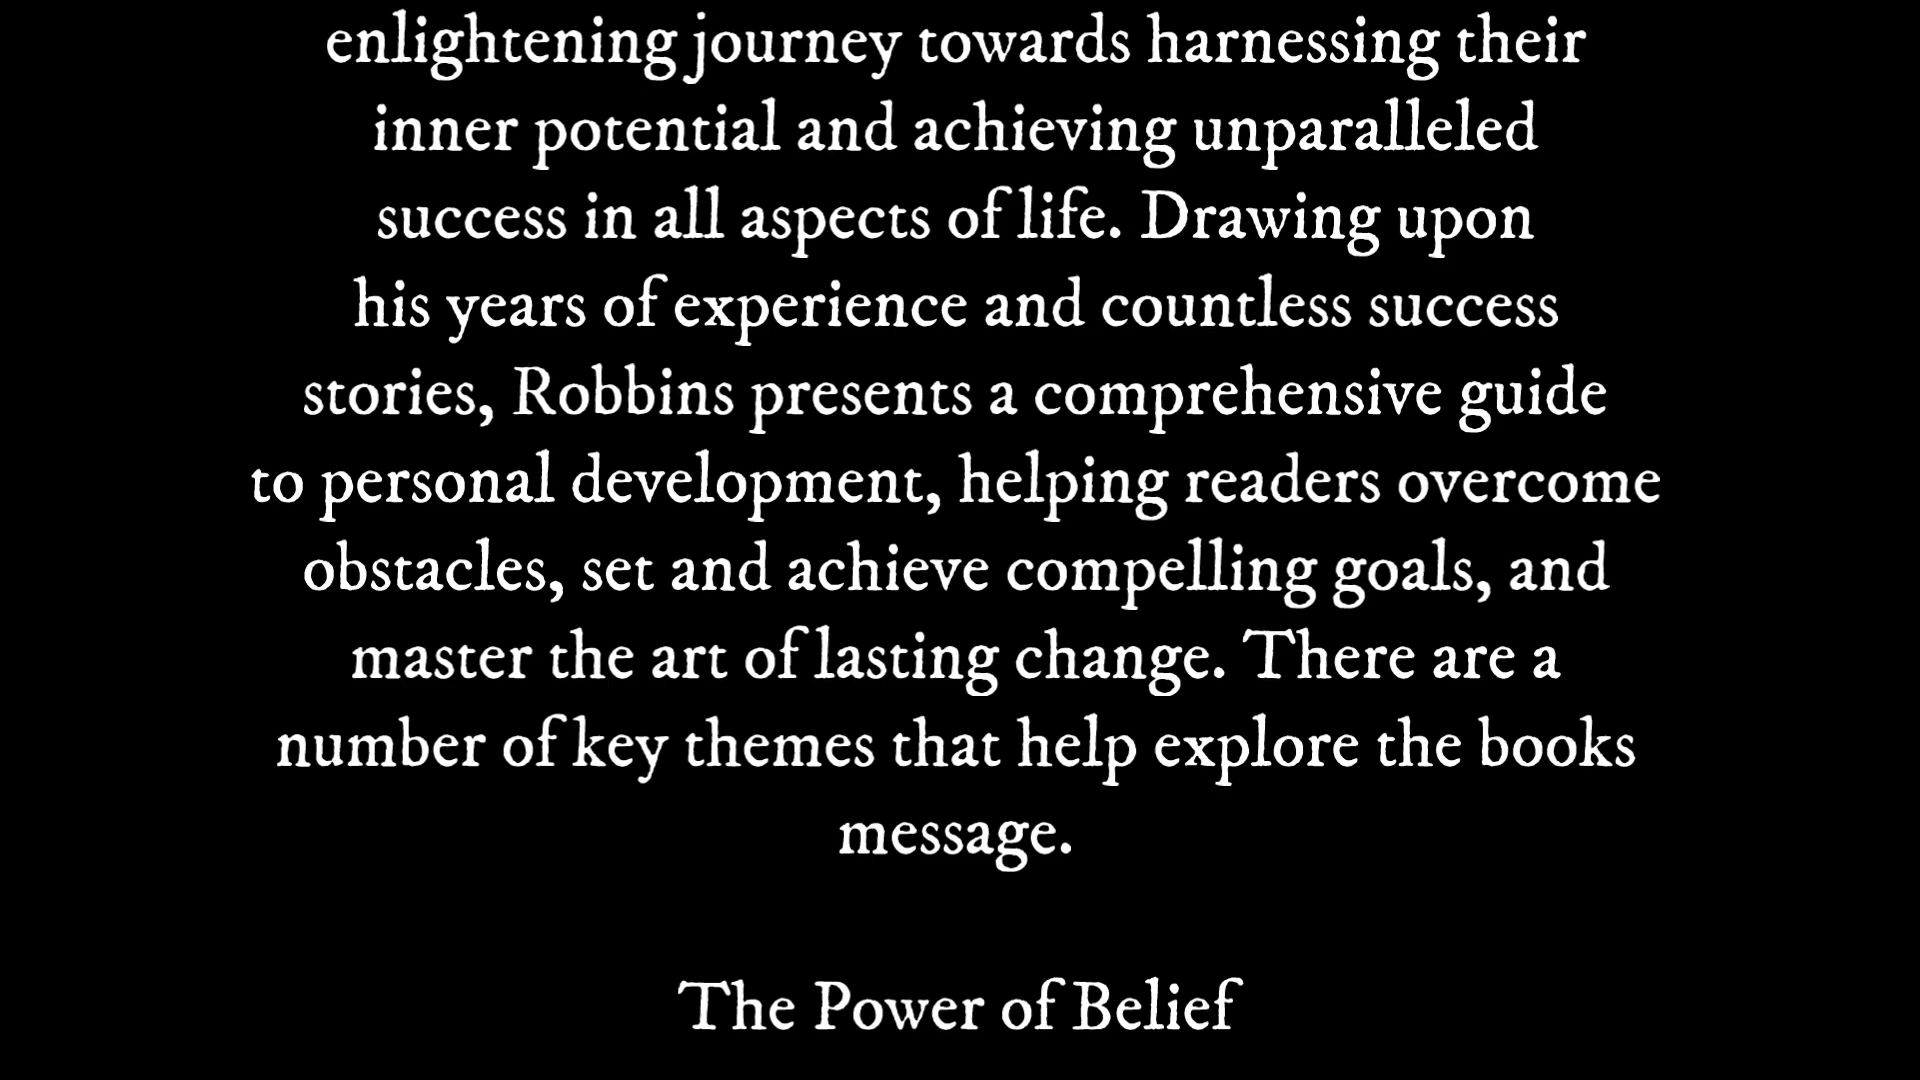 enlightening journey towards harnessing their
inner potential and achieving unparalleled
success in all aspects of life. Drawing upon
his years of experience and countless success
stories, Robbins presents a comprehensive guide
to personal development, helping readers overcome
obstacles, set and achieve compelling goals, and
master the art of lasting change. There are a
number of key themes that help explore the books
message.
The Power of Belief